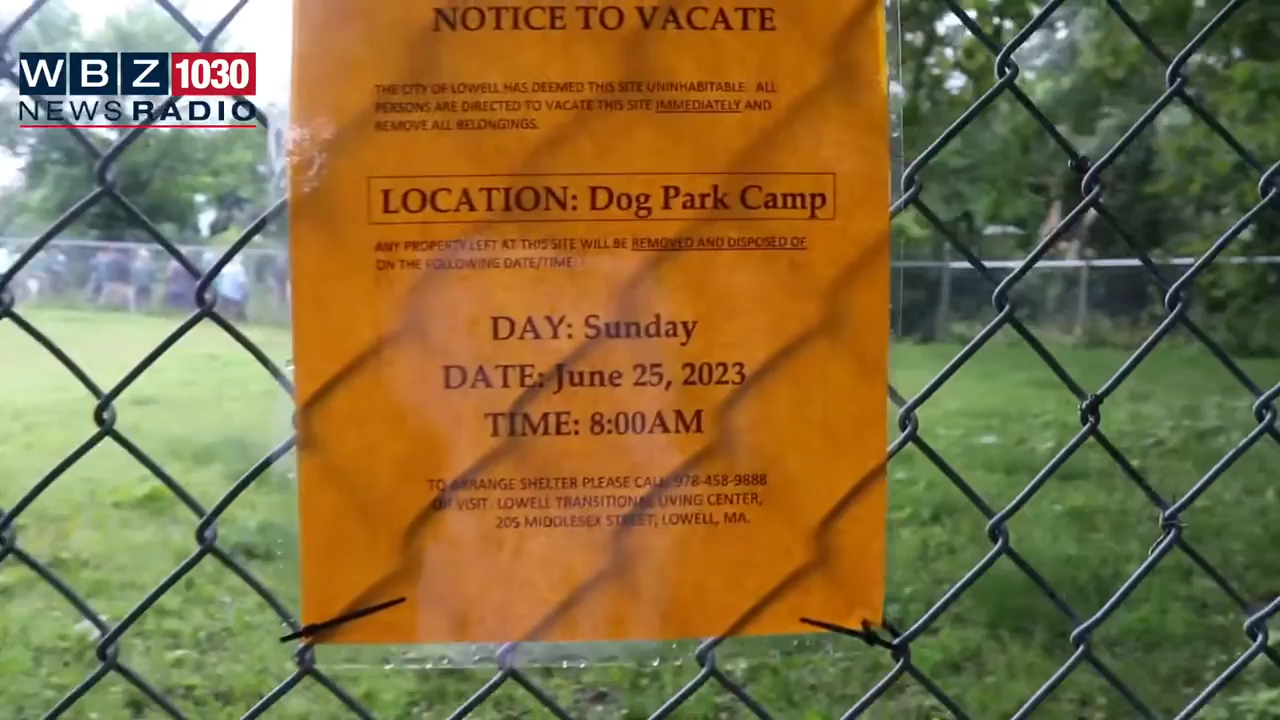 WBZ 1030
NEWSRADIO
NOTICE TO VACATE
THE CITY OF LOWELL HAS DEEMED THIS SITE UNINHABITABLE. ALL
PERSONS ARE DIRECTED TO VACATE THIS SITE IMMEDIATELY AND
REMOVE ALL BELONGINGS.
LOCATION: Dog Park Camp
ANY PROPERTY LEFT AT THIS SITE WILL BE REMOVED AND DISPOSED OF
ON THE FOLLOWING DATE/TIME:
DAY: Sunday
DATE: June 25, 2023
TIME: 8:00AM
TO ARRANGE SHELTER PLEASE CALL 978-458-9888
OR VISIT: LOWELL TRANSITIONAL LIVING CENTER,
205 MIDDLESEX STREET, LOWELL, MA.